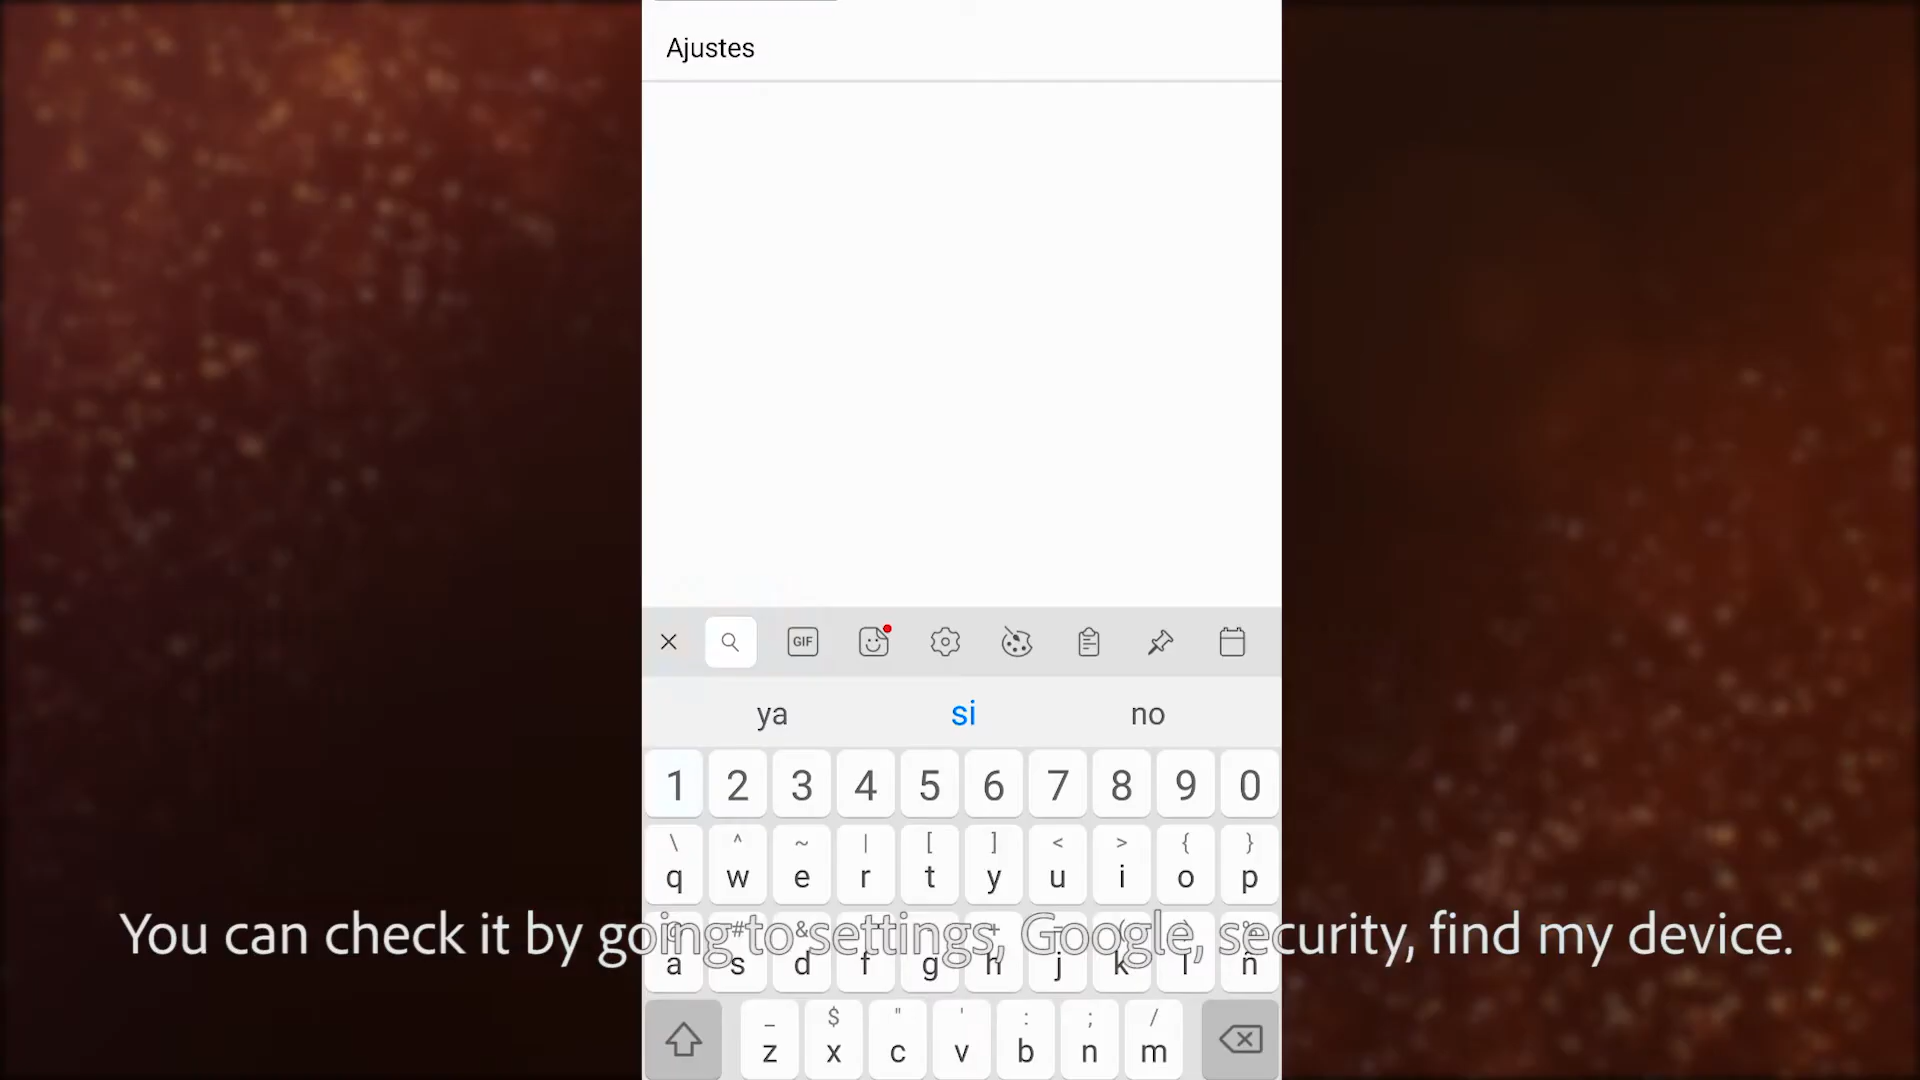 Ajustes
GIF
ya si no
1 2 3 4 5 6 7 8 9 0
\ ^ ~ | [ ] < > { }
q w e r t y u i o p
You can check it by going to settings, Google, security, find my device.
a s d f g h j k l ñ
_ $ " ' : ; /
z x c v b n m